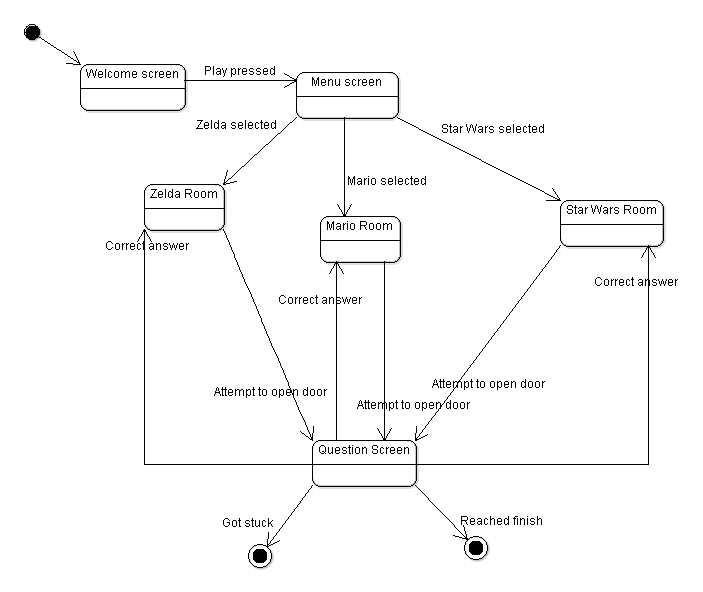 Welcome screen
Play pressed
Menu screen
Zelda selected
Star Wars selected
Mario selected
Zelda Room
Mario Room
Star Wars Room
Correct answer
Correct answer
Correct answer
Attempt to open door
Attempt to open door
Attempt to open door
Question Screen
Got stuck
Reached finish